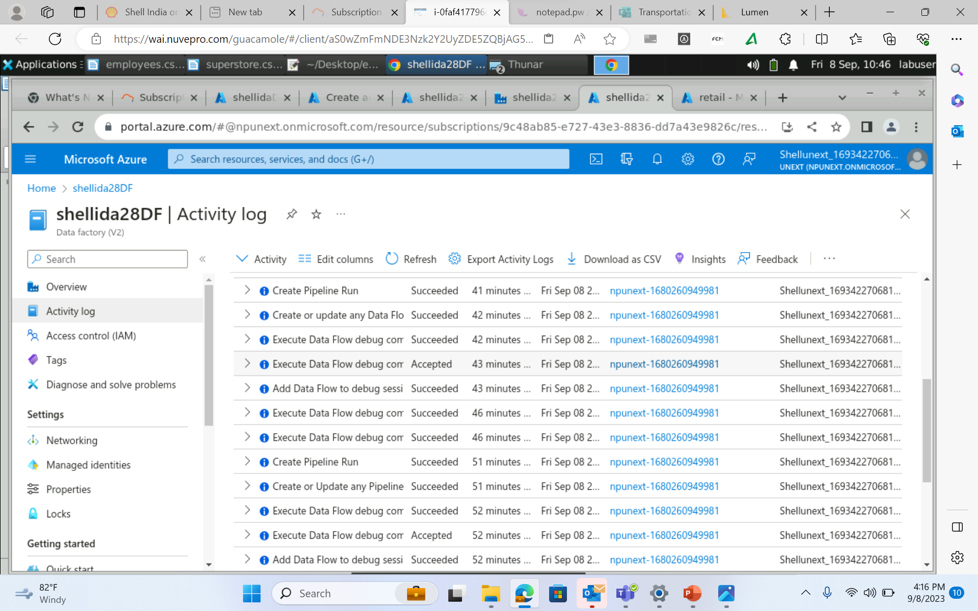 Shell India o
New tab
Subscription
i-0faf417796
notepad.pw
Transportati
Lumen
https://wai.nuvepro.com/guacamole/#/client/aS0wZmFmNDE3Nzk2Y2UyZDE5ZQBjAG5...
Applications
employees.cs...
superstore.cs...
~/Desktop/e...
shellida28DF ...
Thunar
Fri 8 Sep, 10:46 labuser
What's N
Subscrip
shellida
Create a
shellida2
shellida2
shellida2
retail - M
portal.azure.com/#@npunext.onmicrosoft.com/resource/subscriptions/9c48ab85-e727-43e3-8836-dd7a43e9826c/res...
Microsoft Azure
Search resources, services, and docs (G+/)
Shellunext_1693422706...
UNEXT (NPUNEXT.ONMICROSOF...
Home > shellida28DF
shellida28DF | Activity log
Data factory (V2)
Search
Activity
Edit columns
Refresh
Export Activity Logs
Download as CSV
Insights
Feedback
Overview
Activity log
Access control (IAM)
Tags
Diagnose and solve problems
Settings
Networking
Managed identities
Properties
Locks
Getting started
Quick start
Create Pipeline Run Succeeded 41 minutes ... Fri Sep 08 2... npunext-1680260949981 Shellunext_169342270681...
Create or update any Data Flo Succeeded 42 minutes ... Fri Sep 08 2... npunext-1680260949981 Shellunext_169342270681...
Execute Data Flow debug com Succeeded 42 minutes ... Fri Sep 08 2... npunext-1680260949981 Shellunext_169342270681...
Execute Data Flow debug com Accepted 43 minutes ... Fri Sep 08 2... npunext-1680260949981 Shellunext_169342270681...
Add Data Flow to debug sessi Succeeded 43 minutes ... Fri Sep 08 2... npunext-1680260949981 Shellunext_169342270681...
Execute Data Flow debug com Succeeded 46 minutes ... Fri Sep 08 2... npunext-1680260949981 Shellunext_169342270681...
Execute Data Flow debug com Succeeded 46 minutes ... Fri Sep 08 2... npunext-1680260949981 Shellunext_169342270681...
Create Pipeline Run Succeeded 51 minutes ... Fri Sep 08 2... npunext-1680260949981 Shellunext_169342270681...
Create or Update any Pipeline Succeeded 51 minutes ... Fri Sep 08 2... npunext-1680260949981 Shellunext_169342270681...
Execute Data Flow debug com Succeeded 52 minutes ... Fri Sep 08 2... npunext-1680260949981 Shellunext_169342270681...
Execute Data Flow debug com Accepted 52 minutes ... Fri Sep 08 2... npunext-1680260949981 Shellunext_169342270681...
Add Data Flow to debug sessi Succeeded 52 minutes ... Fri Sep 08 2... npunext-1680260949981 Shellunext_169342270681...
82°F
Windy
Search
4:16 PM
9/8/2023
10